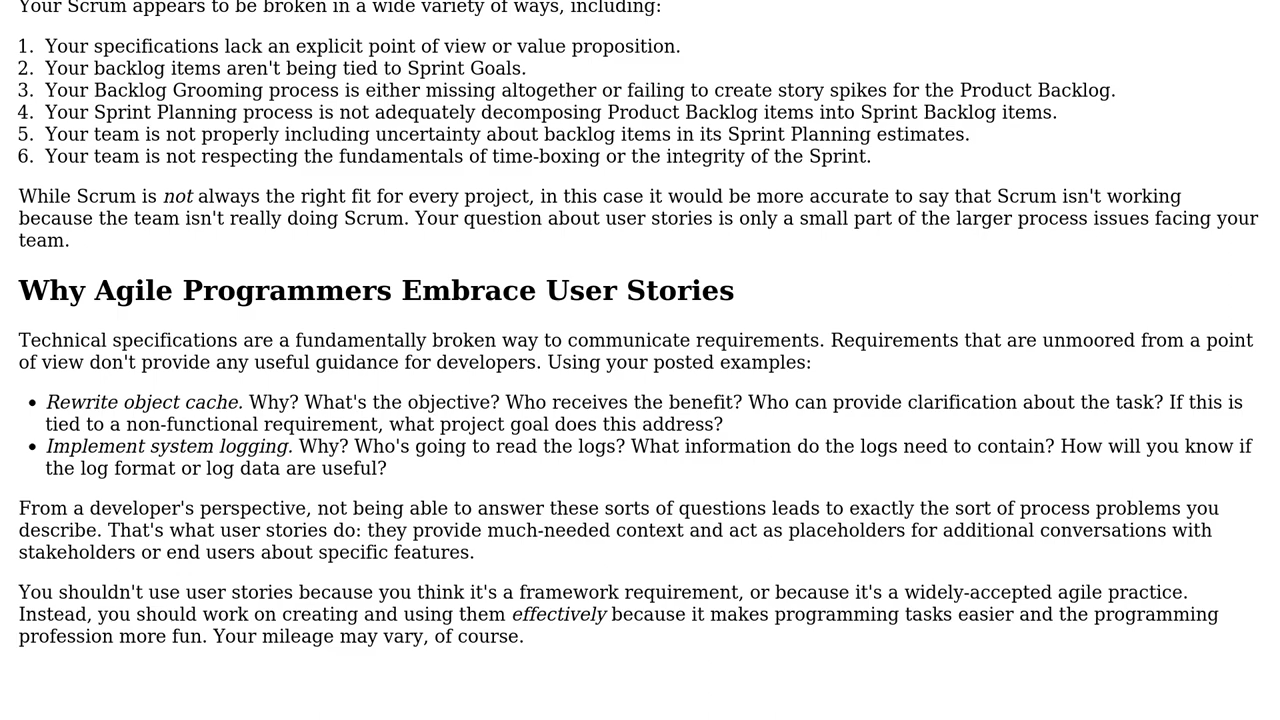 Your Scrum appears to be broken in a wide variety of ways, including:
1. Your specifications lack an explicit point of view or value proposition.
2. Your backlog items aren't being tied to Sprint Goals.
3. Your Backlog Grooming process is either missing altogether or failing to create story spikes for the Product Backlog.
4. Your Sprint Planning process is not adequately decomposing Product Backlog items into Sprint Backlog items.
5. Your team is not properly including uncertainty about backlog items in its Sprint Planning estimates.
6. Your team is not respecting the fundamentals of time-boxing or the integrity of the Sprint.
While Scrum is not always the right fit for every project, in this case it would be more accurate to say that Scrum isn't working
because the team isn't really doing Scrum. Your question about user stories is only a small part of the larger process issues facing your
team.
Why Agile Programmers Embrace User Stories
Technical specifications are a fundamentally broken way to communicate requirements. Requirements that are unmoored from a point
of view don't provide any useful guidance for developers. Using your posted examples:
• Rewrite object cache. Why? What's the objective? Who receives the benefit? Who can provide clarification about the task? If this is
tied to a non-functional requirement, what project goal does this address?
• Implement system logging. Why? Who's going to read the logs? What information do the logs need to contain? How will you know if
the log format or log data are useful?
From a developer's perspective, not being able to answer these sorts of questions leads to exactly the sort of process problems you
describe. That's what user stories do: they provide much-needed context and act as placeholders for additional conversations with
stakeholders or end users about specific features.
You shouldn't use user stories because you think it's a framework requirement, or because it's a widely-accepted agile practice.
Instead, you should work on creating and using them effectively because it makes programming tasks easier and the programming
profession more fun. Your mileage may vary, of course.